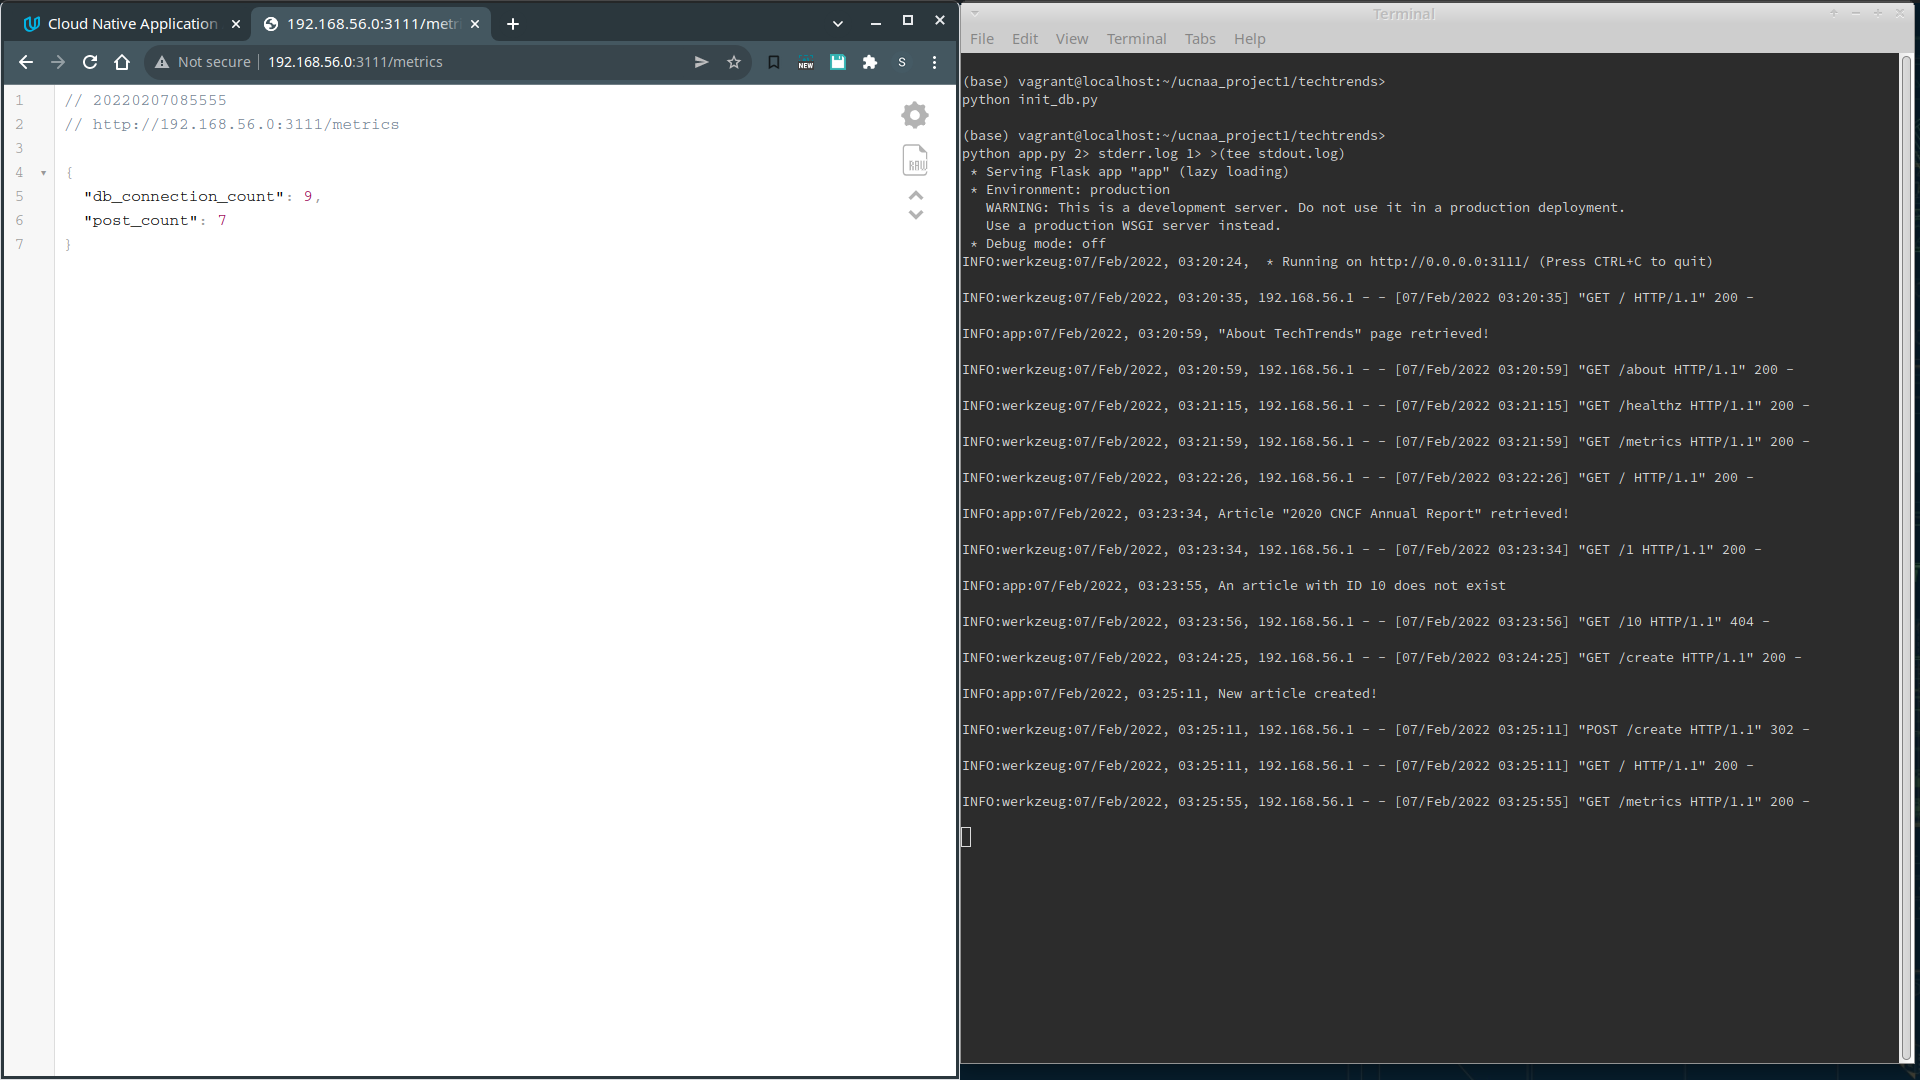 Cloud Native Application
192.168.56.0:3111/metr
Not secure
192.168.56.0:3111/metrics
NEW
S
1 // 20220207085555
2 // http://192.168.56.0:3111/metrics
3
4 {
5 "db_connection_count": 9,
6 "post_count": 7
7 }
RAW
Terminal
File Edit View Terminal Tabs Help
(base) vagrant@localhost:~/ucnaa_project1/techtrends>
python init_db.py
(base) vagrant@localhost:~/ucnaa_project1/techtrends>
python app.py 2> stderr.log 1> >(tee stdout.log)
* Serving Flask app "app" (lazy loading)
* Environment: production
WARNING: This is a development server. Do not use it in a production deployment.
Use a production WSGI server instead.
* Debug mode: off
INFO:werkzeug:07/Feb/2022, 03:20:24,  * Running on http://0.0.0.0:3111/ (Press CTRL+C to quit)
INFO:werkzeug:07/Feb/2022, 03:20:35, 192.168.56.1 - - [07/Feb/2022 03:20:35] "GET / HTTP/1.1" 200 -
INFO:app:07/Feb/2022, 03:20:59, "About TechTrends" page retrieved!
INFO:werkzeug:07/Feb/2022, 03:20:59, 192.168.56.1 - - [07/Feb/2022 03:20:59] "GET /about HTTP/1.1" 200 -
INFO:werkzeug:07/Feb/2022, 03:21:15, 192.168.56.1 - - [07/Feb/2022 03:21:15] "GET /healthz HTTP/1.1" 200 -
INFO:werkzeug:07/Feb/2022, 03:21:59, 192.168.56.1 - - [07/Feb/2022 03:21:59] "GET /metrics HTTP/1.1" 200 -
INFO:werkzeug:07/Feb/2022, 03:22:26, 192.168.56.1 - - [07/Feb/2022 03:22:26] "GET / HTTP/1.1" 200 -
INFO:app:07/Feb/2022, 03:23:34, Article "2020 CNCF Annual Report" retrieved!
INFO:werkzeug:07/Feb/2022, 03:23:34, 192.168.56.1 - - [07/Feb/2022 03:23:34] "GET /1 HTTP/1.1" 200 -
INFO:app:07/Feb/2022, 03:23:55, An article with ID 10 does not exist
INFO:werkzeug:07/Feb/2022, 03:23:56, 192.168.56.1 - - [07/Feb/2022 03:23:56] "GET /10 HTTP/1.1" 404 -
INFO:werkzeug:07/Feb/2022, 03:24:25, 192.168.56.1 - - [07/Feb/2022 03:24:25] "GET /create HTTP/1.1" 200 -
INFO:app:07/Feb/2022, 03:25:11, New article created!
INFO:werkzeug:07/Feb/2022, 03:25:11, 192.168.56.1 - - [07/Feb/2022 03:25:11] "POST /create HTTP/1.1" 302 -
INFO:werkzeug:07/Feb/2022, 03:25:11, 192.168.56.1 - - [07/Feb/2022 03:25:11] "GET / HTTP/1.1" 200 -
INFO:werkzeug:07/Feb/2022, 03:25:55, 192.168.56.1 - - [07/Feb/2022 03:25:55] "GET /metrics HTTP/1.1" 200 -